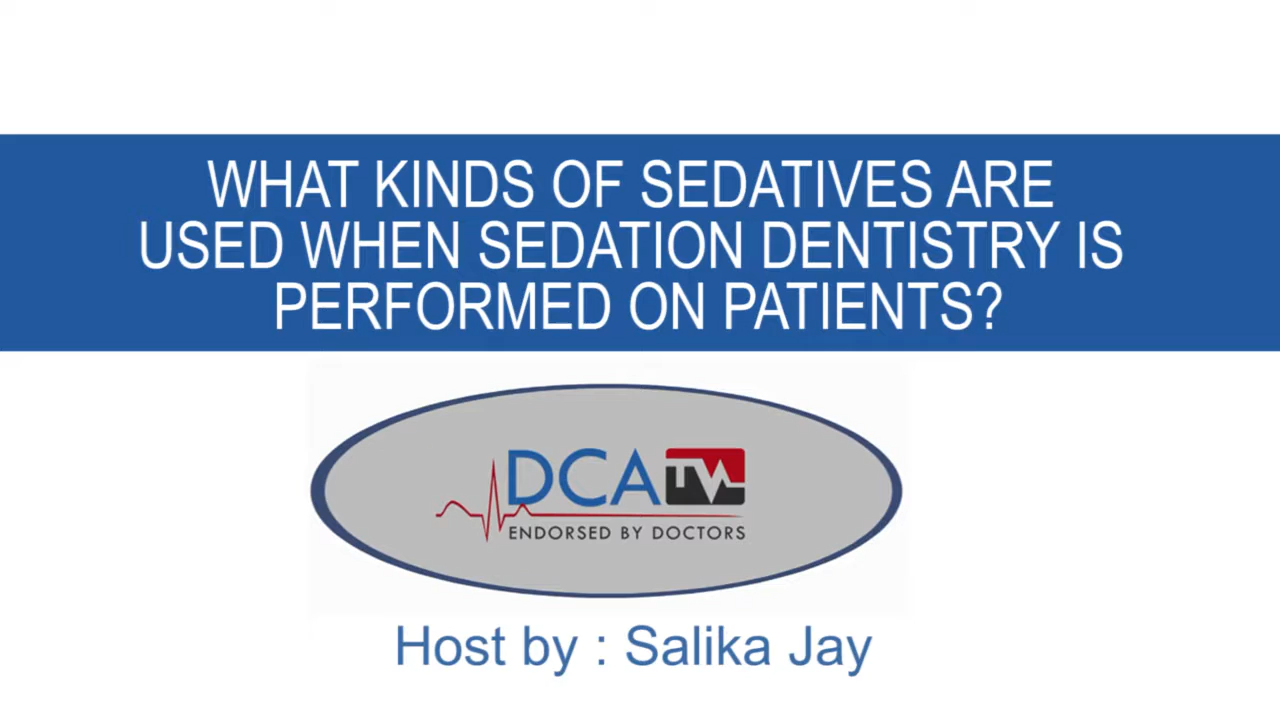 WHAT KINDS OF SEDATIVES ARE
USED WHEN SEDATION DENTISTRY IS
PERFORMED ON PATIENTS?
DCA TV
ENDORSED BY DOCTORS
Host by : Salika Jay